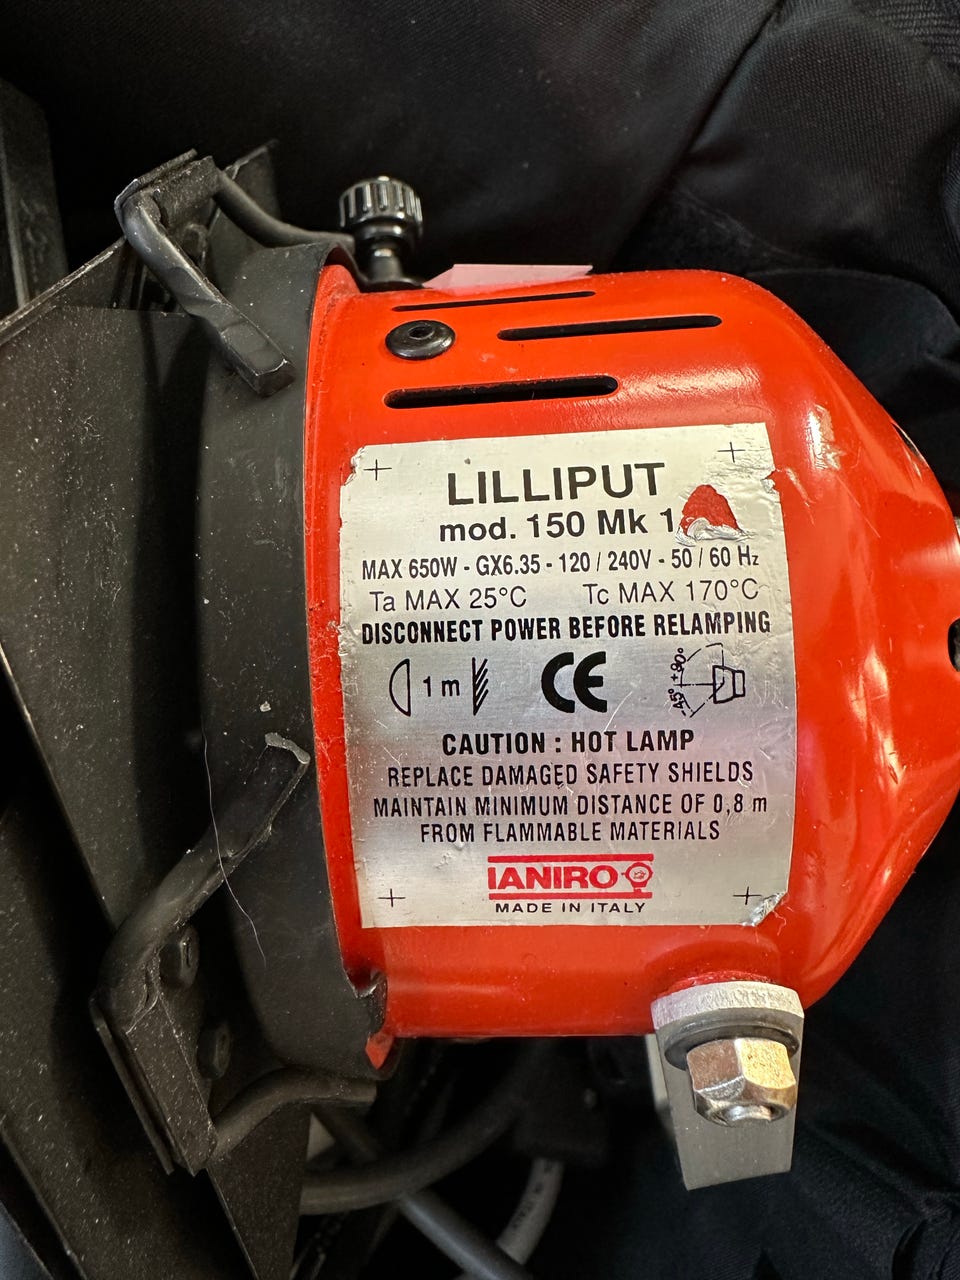 LILLIPUT
mod. 150 Mk 1
MAX 650W - GX6.35 - 120 / 240V - 50 / 60 Hz
Ta MAX 25°C Tc MAX 170°C
DISCONNECT POWER BEFORE RELAMPING
1 m CE -45° +90°
CAUTION : HOT LAMP
REPLACE DAMAGED SAFETY SHIELDS
MAINTAIN MINIMUM DISTANCE OF 0,8 m
FROM FLAMMABLE MATERIALS
IANIRO
MADE IN ITALY